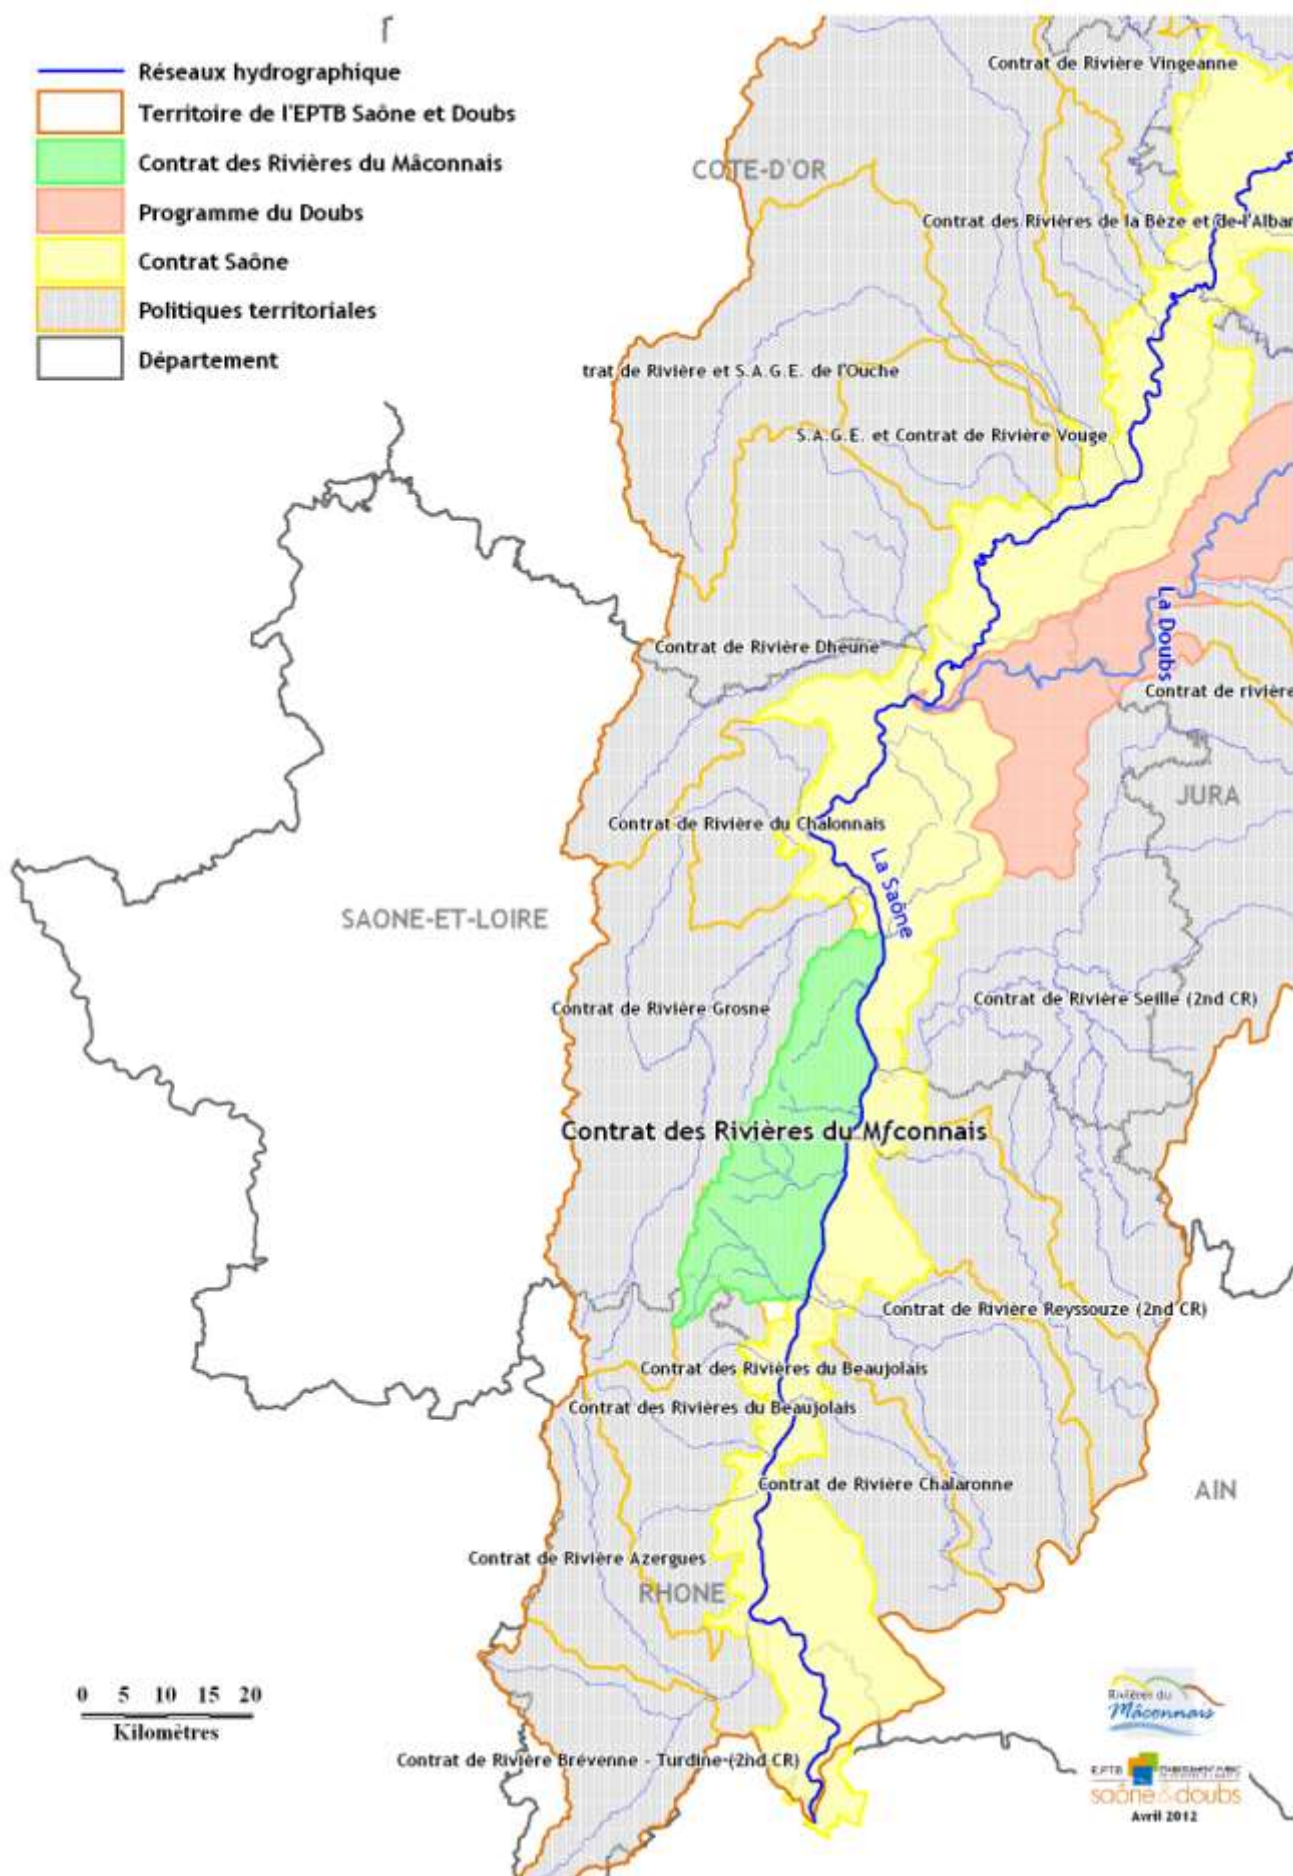 Réseaux hydrographique
Territoire de l'EPTB Saône et Doubs
Contrat des Rivières du Mâconnais
Programme du Doubs
Contrat Saône
Politiques territoriales
Département
Contrat de Rivière Vingeanne
COTE-D'OR
Contrat des Rivières de la Bèze et de l'Alban
trat de Rivière et S.A.G.E. de l'Ouche
S.A.G.E. et Contrat de Rivière Vouge
La Doubs
Contrat de Rivière Dheune
Contrat de rivière
JURA
Contrat de Rivière du Chalonnais
La Saône
SAONE-ET-LOIRE
Contrat de Rivière Grosne
Contrat de Rivière Seille (2nd CR)
Contrat des Rivières du Mƒconnais
Contrat de Rivière Reyssouze (2nd CR)
Contrat des Rivières du Beaujolais
Contrat des Rivières du Beaujolais
Contrat de Rivière Chalaronne
AIN
Contrat de Rivière Azergues
RHONE
0 5 10 15 20
Kilomètres
Contrat de Rivière Brévenne - Turdine (2nd CR)
Rivières du
Mâconnais
EPTB
saône & doubs
Avril 2012